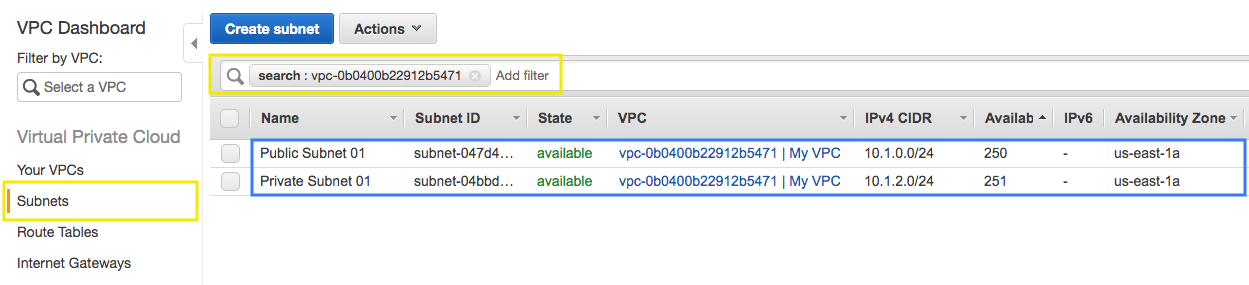 VPC Dashboard
Filter by VPC:
Select a VPC
Virtual Private Cloud
Your VPCs
Subnets
Route Tables
Internet Gateways
Create subnet Actions
search : vpc-0b0400b22912b5471 Add filter
Name Subnet ID State VPC IPv4 CIDR Availab IPv6 Availability Zone
Public Subnet 01 subnet-047d4… available vpc-0b0400b22912b5471 | My VPC 10.1.0.0/24 250 - us-east-1a
Private Subnet 01 subnet-04bbd… available vpc-0b0400b22912b5471 | My VPC 10.1.2.0/24 251 - us-east-1a